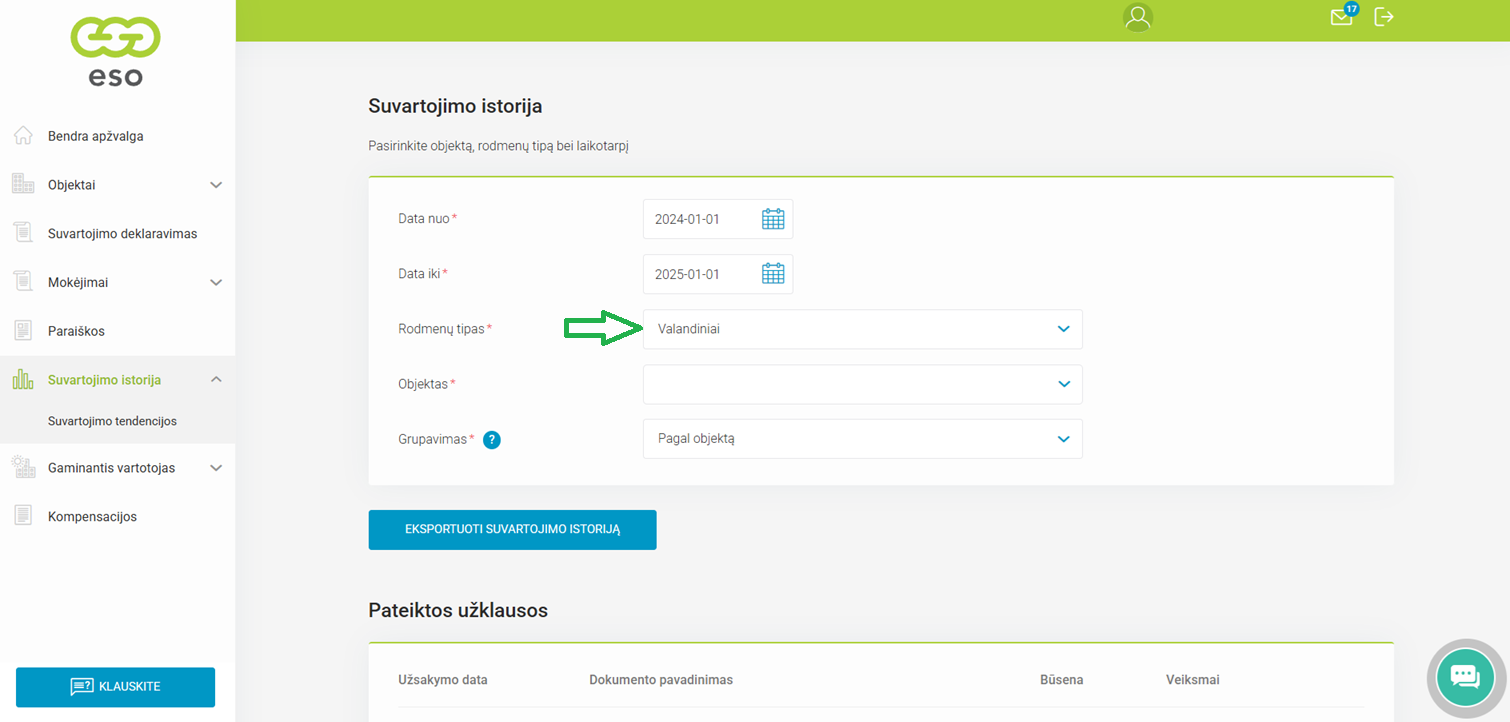 eso
17
Bendra apžvalga
Objektai
Suvartojimo deklaravimas
Mokėjimai
Paraiškos
Suvartojimo istorija
Suvartojimo tendencijos
Gaminantis vartotojas
Kompensacijos
KLAUSKITE
Suvartojimo istorija
Pasirinkite objektą, rodmenų tipą bei laikotarpį
Data nuo* 2024-01-01
Data iki* 2025-01-01
Rodmenų tipas* Valandiniai
Objektas*
Grupavimas* ? Pagal objektą
EKSPORTUOTI SUVARTOJIMO ISTORIJĄ
Pateiktos užklausos
Užsakymo data Dokumento pavadinimas Būsena Veiksmai